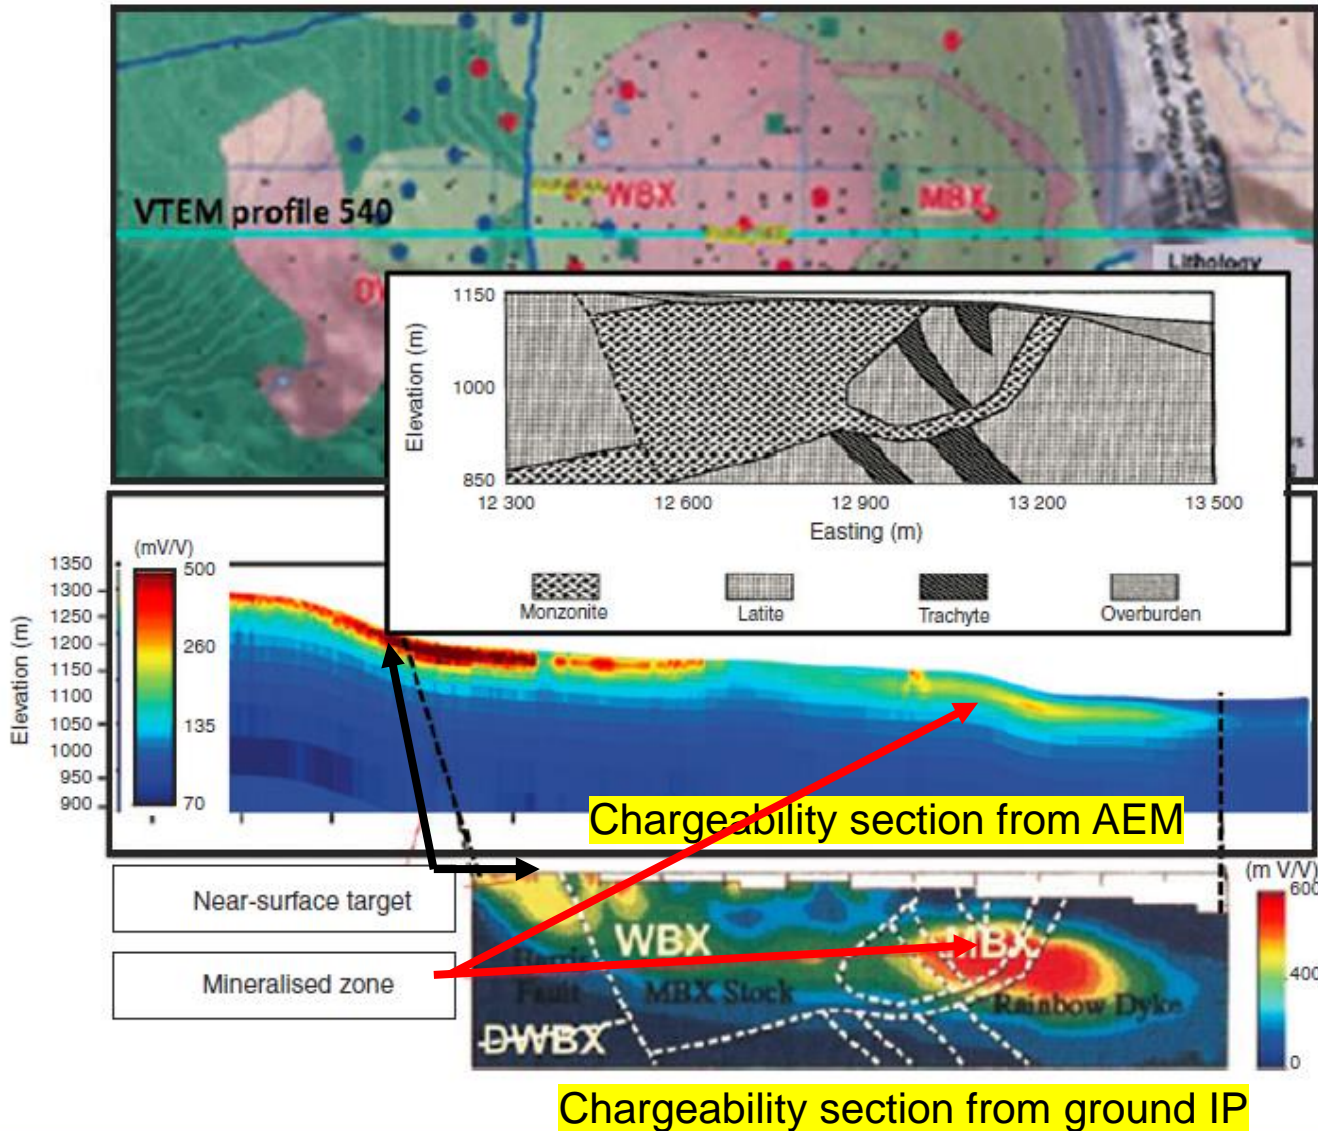 VTEM profile 540
WBX
MBX
Lithology
1150
1000
850
Elevation (m)
12 300
12 600
12 900
13 200
13 500
Easting (m)
Monzonite
Latite
Trachyte
Overburden
(mV/V)
500
260
135
70
1350
1300
1250
1200
1150
1100
1050
1000
950
900
Elevation (m)
Chargeability section from AEM
Near-surface target
Mineralised zone
WBX
MBX
Harris
Fault
MBX Stock
Rainbow Dyke
DWBX
(m V/V)
600
400
0
Chargeability section from ground IP